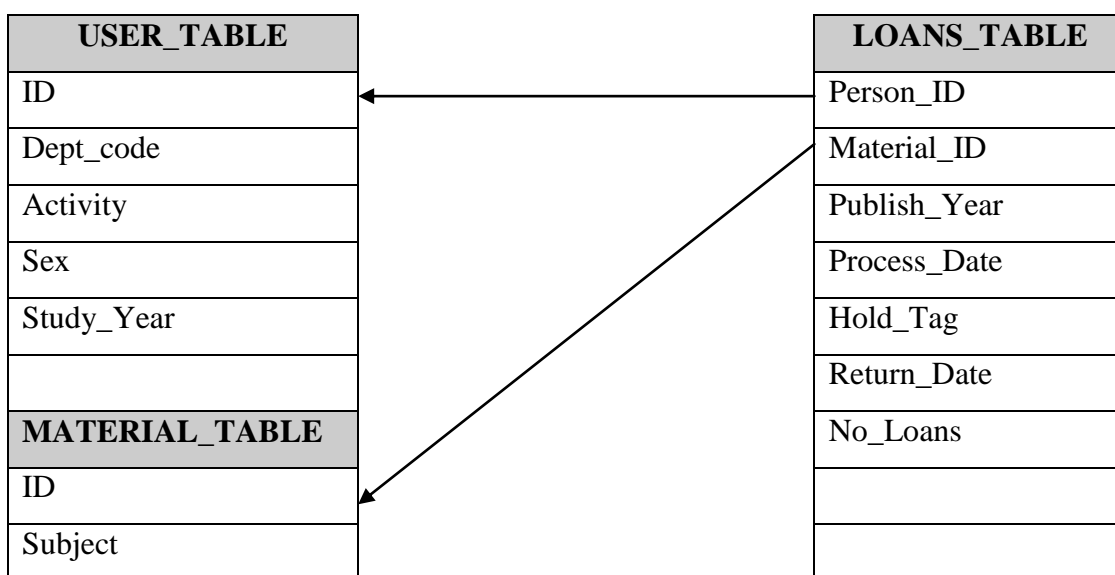 USER_TABLE
ID
Dept_code
Activity
Sex
Study_Year
MATERIAL_TABLE
ID
Subject
LOANS_TABLE
Person_ID
Material_ID
Publish_Year
Process_Date
Hold_Tag
Return_Date
No_Loans